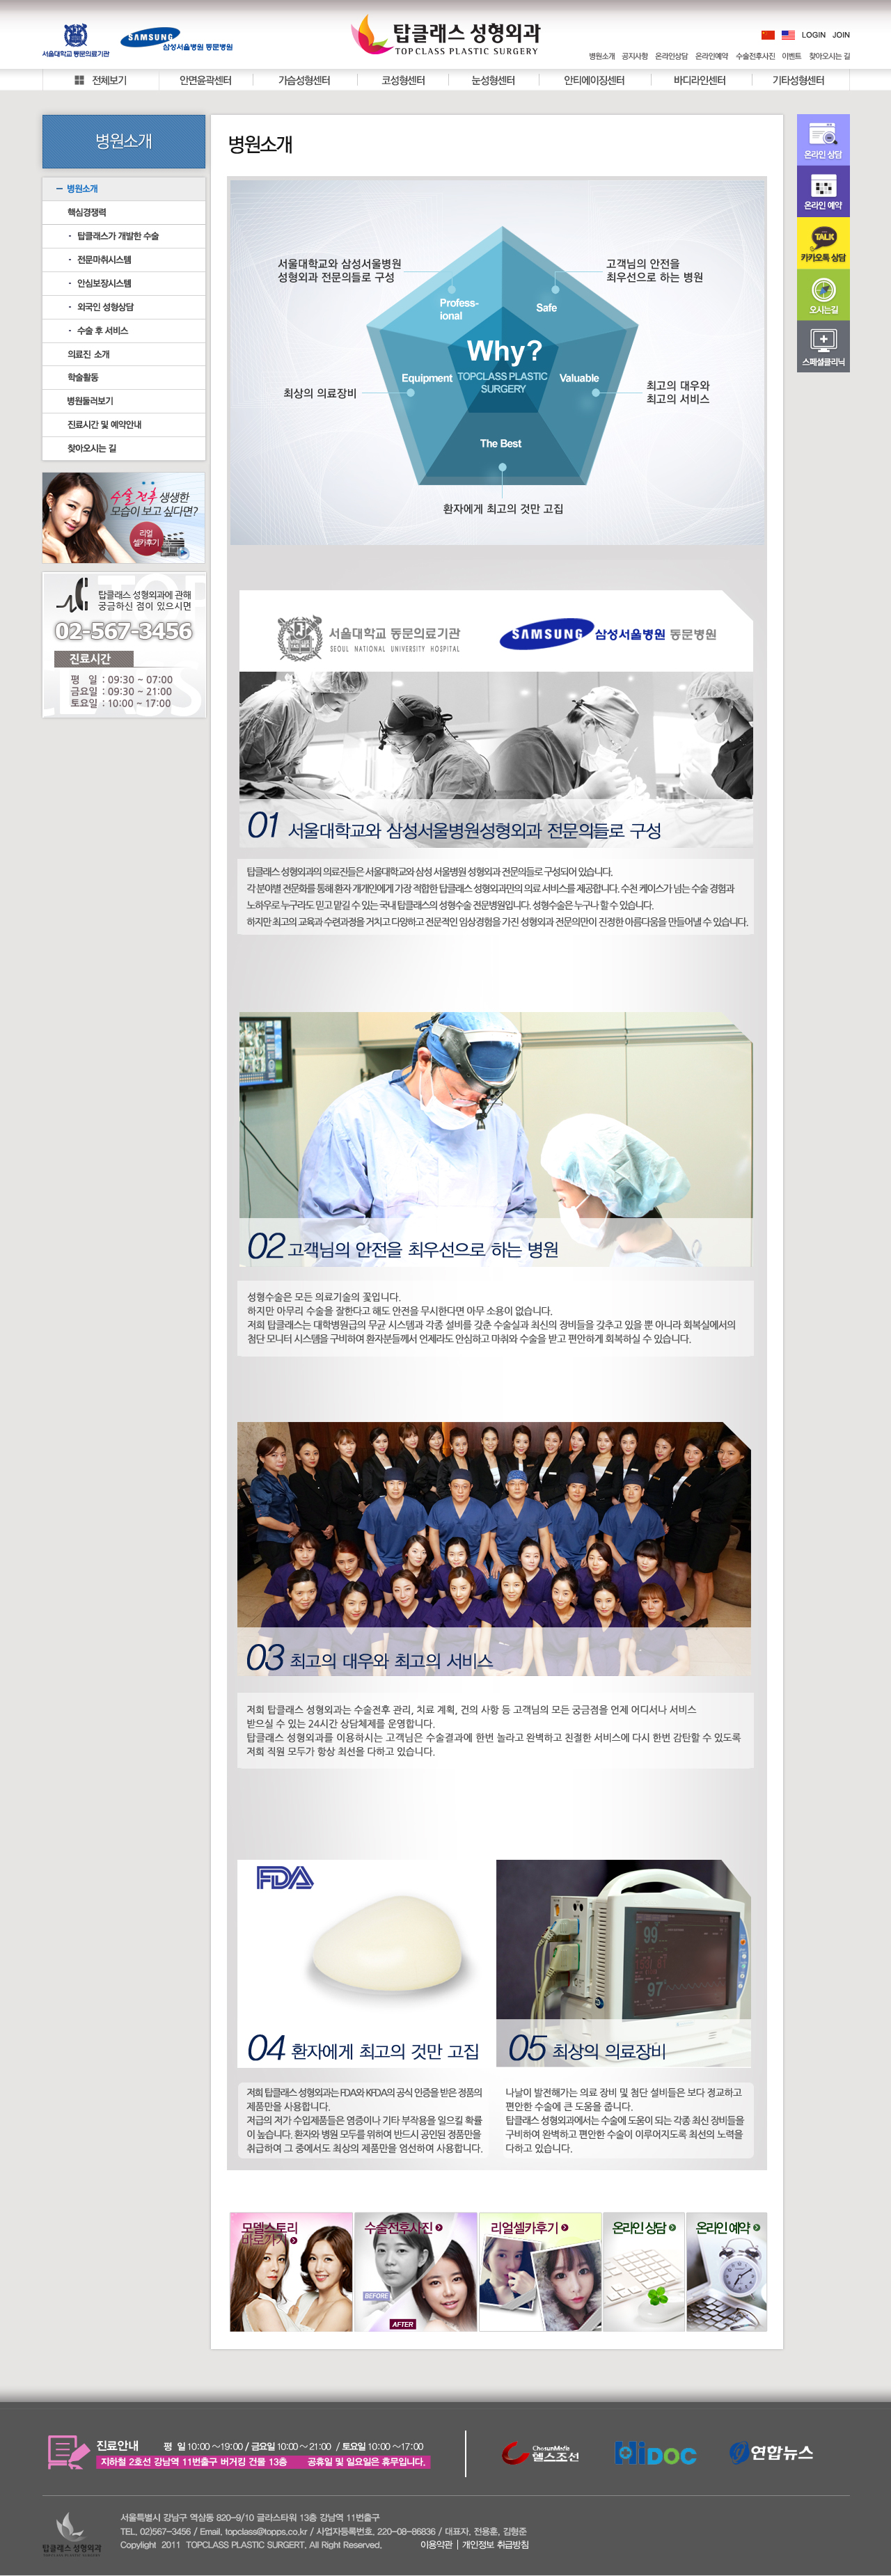 서울대학교 동문의료기관
SAMSUNG 삼성서울병원 동문병원
탑클래스 성형외과
TOP CLASS PLASTIC SURGERY
LOGIN JOIN
병원소개 공지사항 온라인상담 온라인예약 수술전후사진 이벤트 찾아오시는 길
전체보기 안면윤곽센터 가슴성형센터 코성형센터 눈성형센터 안티에이징센터 바디라인센터 기타성형센터
병원소개
병원소개
핵심경쟁력
- 탑클래스가 개발한 수술
- 전문마취시스템
- 안심보장시스템
- 외국인 성형상담
- 수술 후 서비스
의료진 소개
학술활동
병원둘러보기
진료시간 및 예약안내
찾아오시는 길
수술 전후 생생한
모습이 보고 싶다면?
리얼
셀카후기
탑클래스 성형외과에 관해
궁금하신 점이 있으시면
02-567-3456
진료시간
평 일 : 09:30 ~ 07:00
금요일 : 09:30 ~ 21:00
토요일 : 10:00 ~ 17:00
병원소개
서울대학교와 삼성서울병원
성형외과 전문의들로 구성
고객님의 안전을
최우선으로 하는 병원
Profess-
ional
Safe
Why?
TOPCLASS PLASTIC
SURGERY
Equipment
Valuable
최상의 의료장비
최고의 대우와
최고의 서비스
The Best
환자에게 최고의 것만 고집
서울대학교 동문의료기관
SEOUL NATIONAL UNIVERSITY HOSPITAL
SAMSUNG 삼성서울병원 동문병원
01 서울대학교와 삼성서울병원성형외과 전문의들로 구성
탑클래스 성형외과의 의료진들은 서울대학교와 삼성 서울병원 성형외과 전문의들로 구성되어 있습니다.
각 분야별 전문화를 통해 환자 개개인에게 가장 적합한 탑클래스 성형외과만의 의료 서비스를 제공합니다. 수천 케이스가 넘는 수술 경험과
노하우로 누구라도 믿고 맡길 수 있는 국내 탑클래스의 성형수술 전문병원입니다. 성형수술은 누구나 할 수 있습니다.
하지만 최고의 교육과 수련과정을 거치고 다양하고 전문적인 임상경험을 가진 성형외과 전문의만이 진정한 아름다움을 만들어낼 수 있습니다.
02 고객님의 안전을 최우선으로 하는 병원
성형수술은 모든 의료기술의 꽃입니다.
하지만 아무리 수술을 잘한다고 해도 안전을 무시한다면 아무 소용이 없습니다.
저희 탑클래스는 대학병원급의 무균 시스템과 각종 설비를 갖춘 수술실과 최신의 장비들을 갖추고 있을 뿐 아니라 회복실에서의
첨단 모니터 시스템을 구비하여 환자분들께서 언제라도 안심하고 마취와 수술을 받고 편안하게 회복하실 수 있습니다.
03 최고의 대우와 최고의 서비스
저희 탑클래스 성형외과는 수술전후 관리, 치료 계획, 건의 사항 등 고객님의 모든 궁금점을 언제 어디서나 서비스
받으실 수 있는 24시간 상담체제를 운영합니다.
탑클래스 성형외과를 이용하시는 고객님은 수술결과에 한번 놀라고 완벽하고 친절한 서비스에 다시 한번 감탄할 수 있도록
저희 직원 모두가 항상 최선을 다하고 있습니다.
FDA
04 환자에게 최고의 것만 고집
저희 탑클래스 성형외과는 FDA와 KFDA의 공식 인증을 받은 정품의
제품만을 사용합니다.
저급의 저가 수입제품들은 염증이나 기타 부작용을 일으킬 확률
이 높습니다. 환자와 병원 모두를 위하여 반드시 공인된 정품만을
취급하여 그 중에서도 최상의 제품만을 엄선하여 사용합니다.
99
97
05 최상의 의료장비
나날이 발전해가는 의료 장비 및 첨단 설비들은 보다 정교하고
편안한 수술에 큰 도움을 줍니다.
탑클래스 성형외과에서는 수술에 도움이 되는 각종 최신 장비들을
구비하여 완벽하고 편안한 수술이 이루어지도록 최선의 노력을
다하고 있습니다.
모델스토리
바로가기
수술전후사진
BEFORE
AFTER
리얼셀카후기
온라인 상담
온라인 예약
온라인 상담
온라인 예약
TALK
카카오톡 상담
오시는길
스페셜클리닉
진료안내 평 일 10:00 ~19:00 / 금요일 10:00 ~ 21:00 / 토요일 10:00 ~17:00
지하철 2호선 강남역 11번출구 버거킹 건물 13층 공휴일 및 일요일은 휴무입니다.
헬스조선
HiDOC
연합뉴스
탑클래스 성형외과
서울특별시 강남구 역삼동 820-9/10 글라스타워 13층 강남역 11번출구
TEL. 02)567-3456 / Email. topclass@topps.co.kr / 사업자등록번호. 220-08-86836 / 대표자. 전용훈, 김형준
Copylight 2011 TOPCLASS PLASTIC SURGERT. All Right Reserved. 이용약관 | 개인정보 취급방침